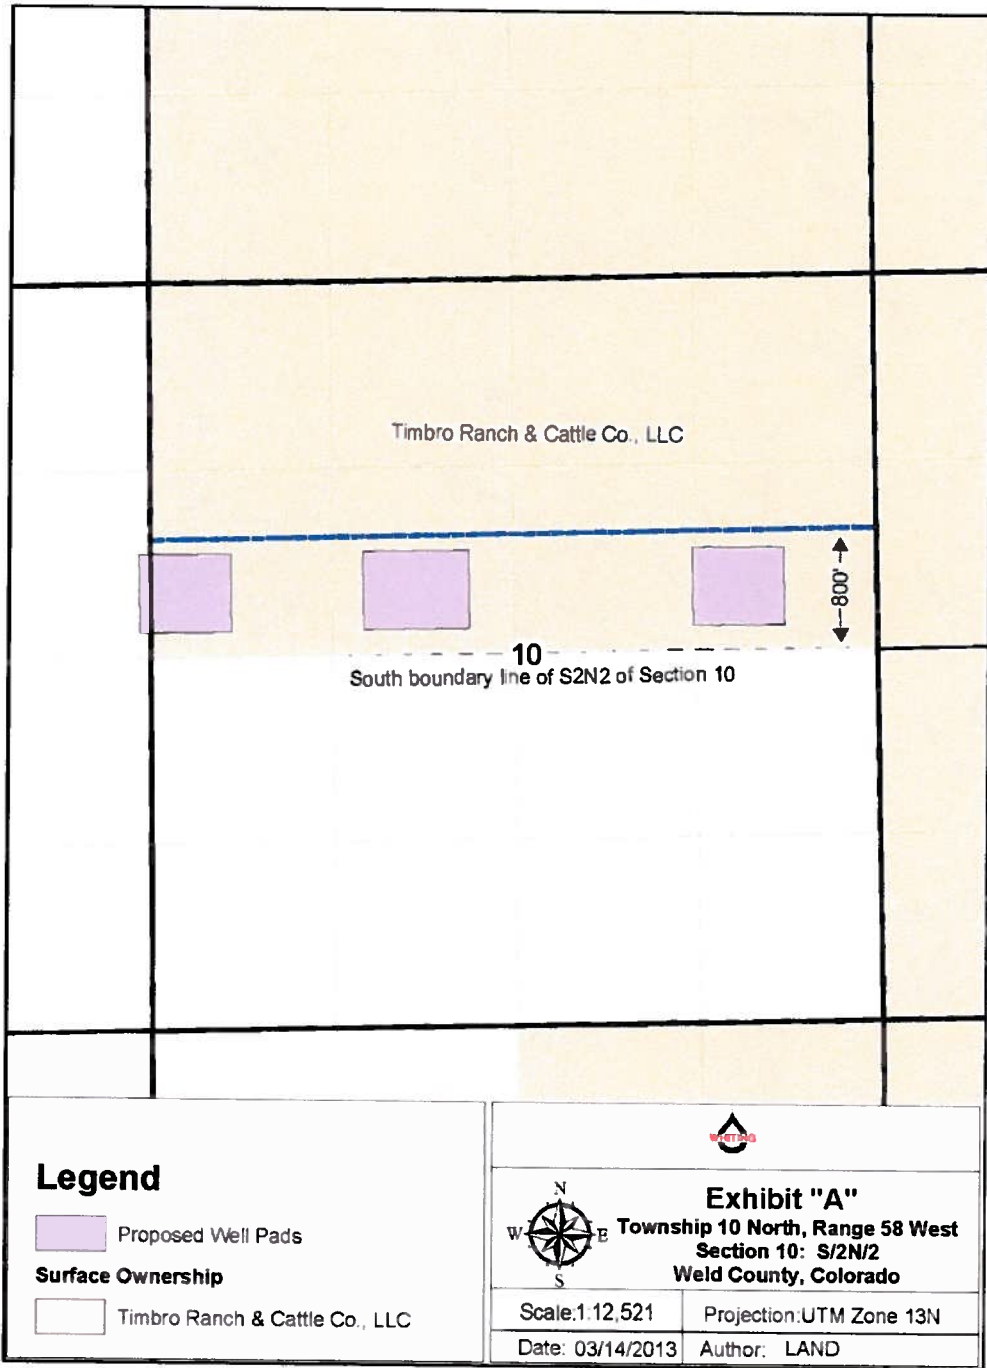 Timbro Ranch & Cattle Co., LLC
800'
10
South boundary line of S2N2 of Section 10
Legend
Proposed Well Pads
Surface Ownership
Timbro Ranch & Cattle Co., LLC
WHITING
N
W E
S
Exhibit "A"
Township 10 North, Range 58 West
Section 10: S/2N/2
Weld County, Colorado
Scale:1:12,521
Projection:UTM Zone 13N
Date: 03/14/2013
Author: LAND